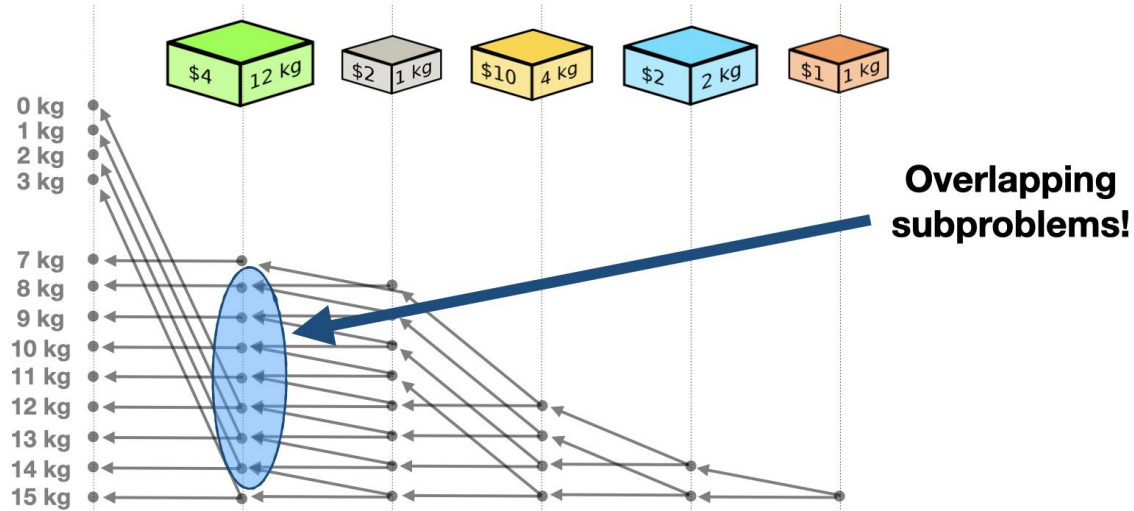 $4 12 kg
$2 1 kg
$10 4 kg
$2 2 kg
$1 1 kg
0 kg
1 kg
2 kg
3 kg
Overlapping
subproblems!
7 kg
8 kg
9 kg
10 kg
11 kg
12 kg
13 kg
14 kg
15 kg